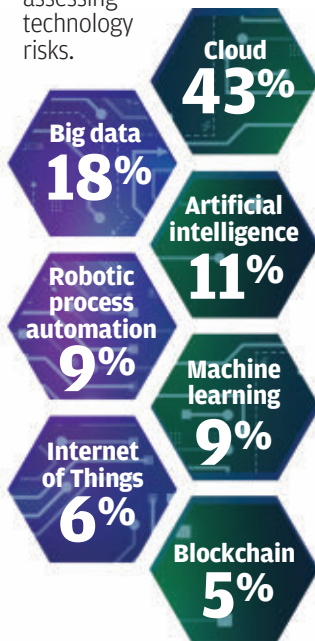 assessing
technology
risks.
Cloud
43%
Big data
18%
Artificial
intelligence
11%
Robotic
process
automation
9%
Machine
learning
9%
Internet
of Things
6%
Blockchain
5%